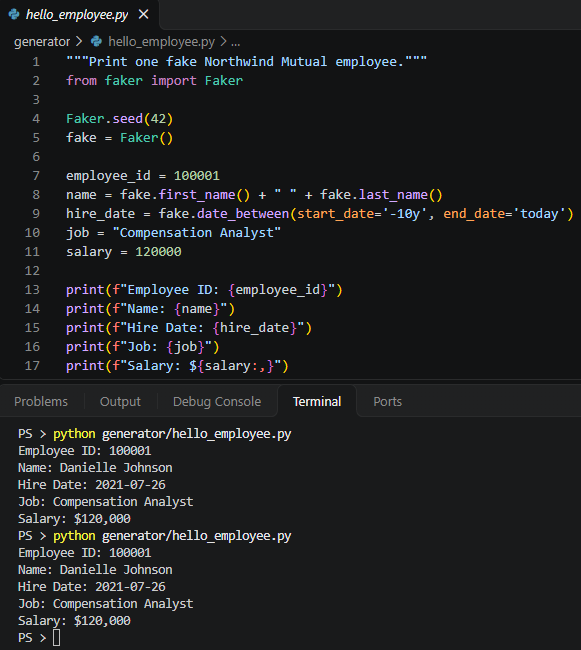 hello_employee.py
generator > hello_employee.py > ...
1 """Print one fake Northwind Mutual employee."""
2 from faker import Faker
3
4 Faker.seed(42)
5 fake = Faker()
6
7 employee_id = 100001
8 name = fake.first_name() + " " + fake.last_name()
9 hire_date = fake.date_between(start_date='-10y', end_date='today')
10 job = "Compensation Analyst"
11 salary = 120000
12
13 print(f"Employee ID: {employee_id}")
14 print(f"Name: {name}")
15 print(f"Hire Date: {hire_date}")
16 print(f"Job: {job}")
17 print(f"Salary: ${salary:,}")
Problems Output Debug Console Terminal Ports
PS > python generator/hello_employee.py
Employee ID: 100001
Name: Danielle Johnson
Hire Date: 2021-07-26
Job: Compensation Analyst
Salary: $120,000
PS > python generator/hello_employee.py
Employee ID: 100001
Name: Danielle Johnson
Hire Date: 2021-07-26
Job: Compensation Analyst
Salary: $120,000
PS >